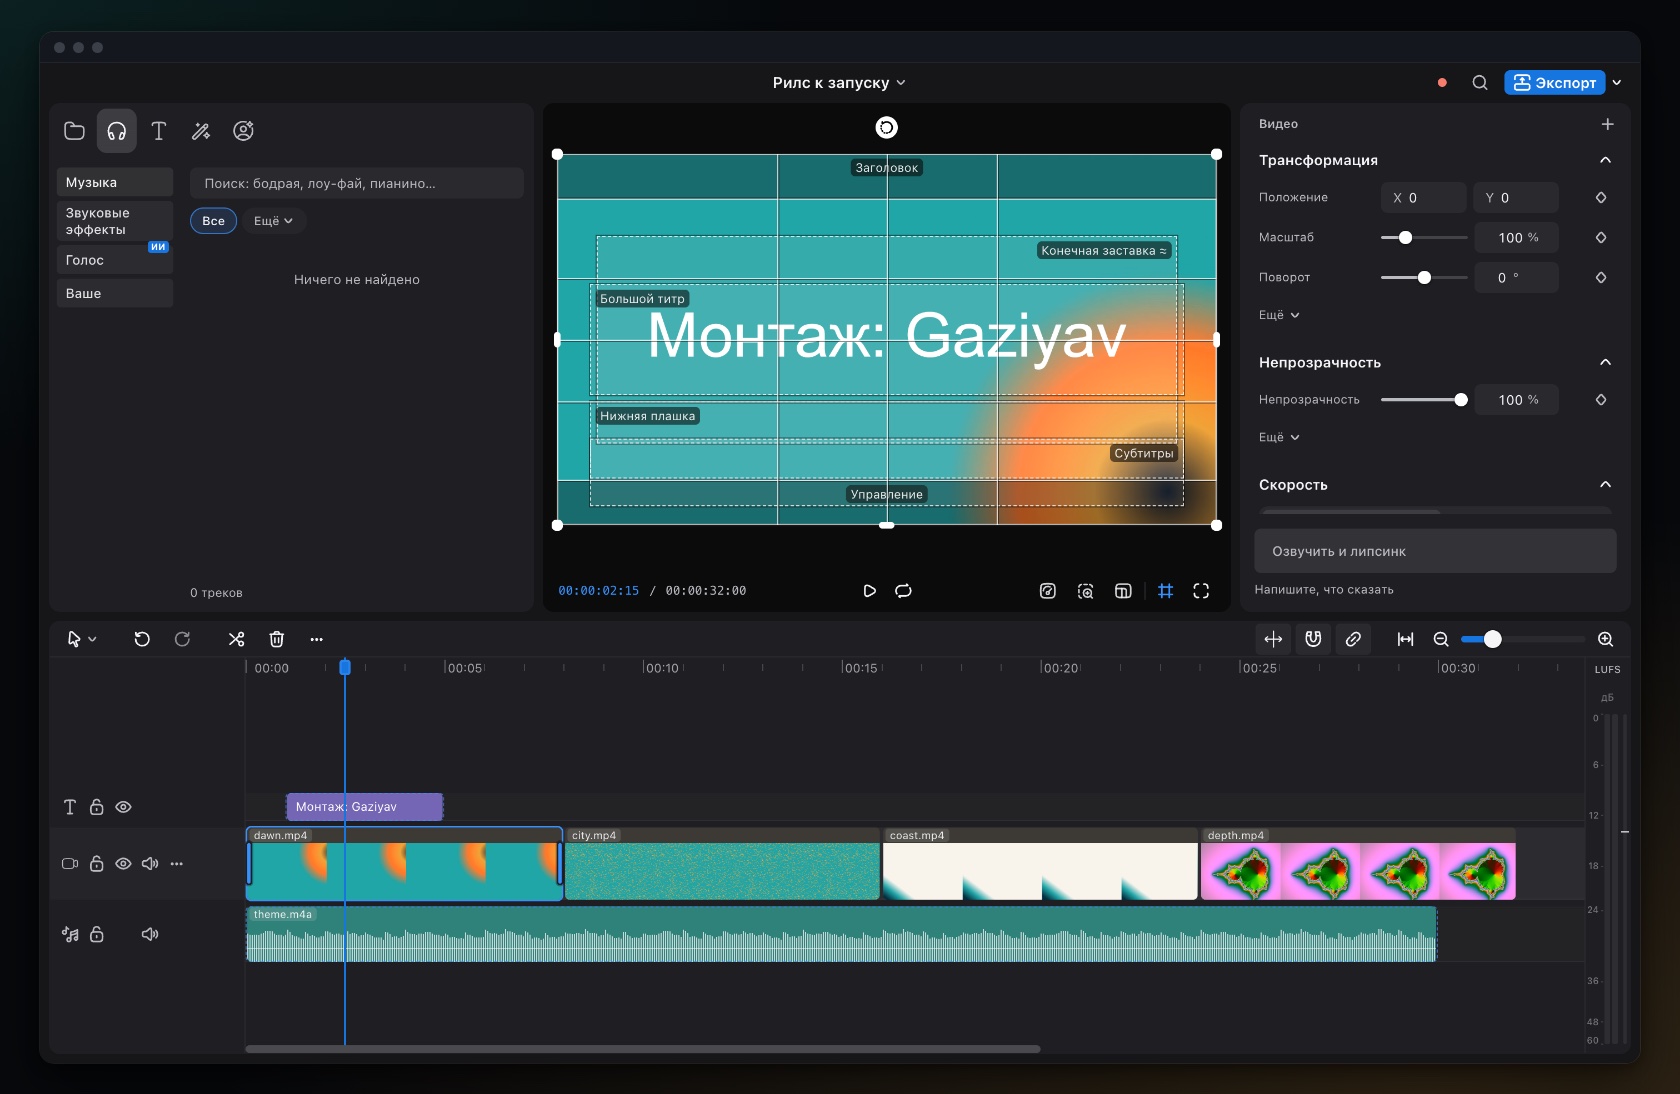 Рилс к запуску
Экспорт
Музыка
Звуковые
эффекты
ИИ
Голос
Ваше
Поиск: бодрая, лоу-фай, пианино...
Все
Ещё
Ничего не найдено
0 треков
Заголовок
Конечная заставка ≈
Большой титр
Монтаж: Gaziyav
Нижняя плашка
Субтитры
Управление
00:00:02:15 / 00:00:32:00
Видео
Трансформация
Положение X 0 Y 0
Масштаб 100 %
Поворот 0 °
Ещё
Непрозрачность
Непрозрачность 100 %
Ещё
Скорость
Озвучить и липсинк
Напишите, что сказать
00:00 00:05 00:10 00:15 00:20 00:25 00:30
LUFS
дБ
0
6
12
18
24
36
48
60
Монтаж: Gaziyav
dawn.mp4 city.mp4 coast.mp4 depth.mp4
theme.m4a